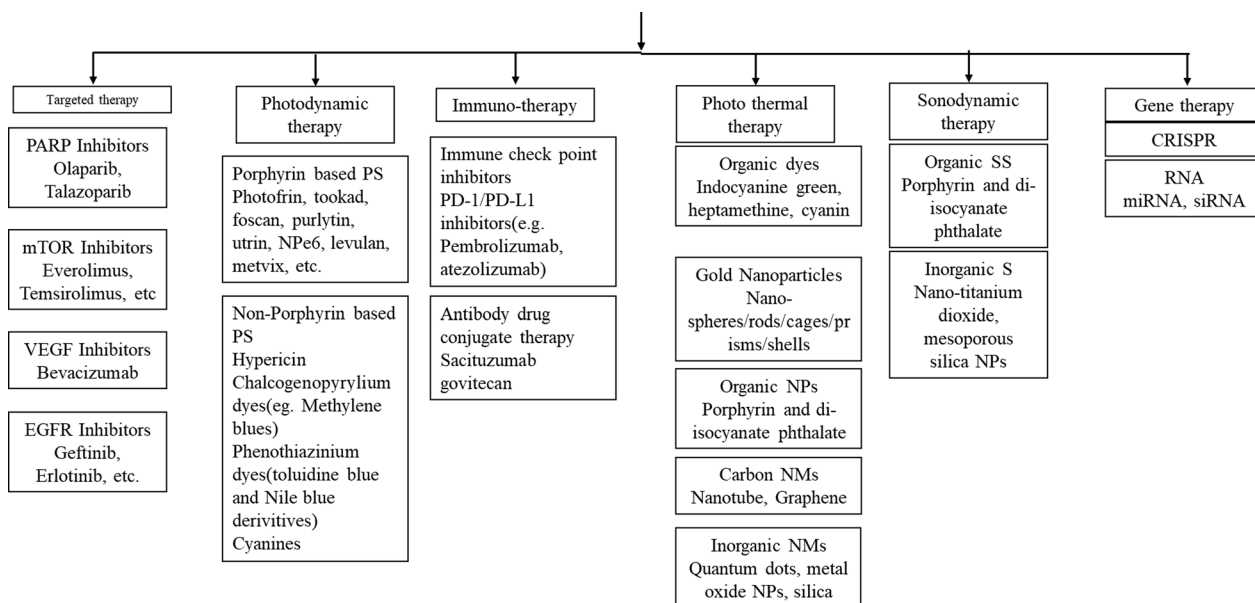 Targeted therapy
PARP Inhibitors
Olaparib,
Talazoparib
mTOR Inhibitors
Everolimus,
Temsirolimus, etc
VEGF Inhibitors
Bevacizumab
EGFR Inhibitors
Geftinib,
Erlotinib, etc.
Photodynamic
therapy
Porphyrin based PS
Photofrin, tookad,
foscan, purlytin,
utrin, NPe6, levulan,
metvix, etc.
Non-Porphyrin based
PS
Hypericin
Chalcogenopyrylium
dyes(eg. Methylene
blues)
Phenothiazinium
dyes(toluidine blue
and Nile blue
derivitives)
Cyanines
Immuno-therapy
Immune check point
inhibitors
PD-1/PD-L1
inhibitors(e.g.
Pembrolizumab,
atezolizumab)
Antibody drug
conjugate therapy
Sacituzumab
govitecan
Photo thermal
therapy
Organic dyes
Indocyanine green,
heptamethine, cyanin
Gold Nanoparticles
Nano-
spheres/rods/cages/pr
isms/shells
Organic NPs
Porphyrin and di-
isocyanate phthalate
Carbon NMs
Nanotube, Graphene
Inorganic NMs
Quantum dots, metal
oxide NPs, silica
Sonodynamic
therapy
Organic SS
Porphyrin and di-
isocyanate
phthalate
Inorganic S
Nano-titanium
dioxide,
mesoporous
silica NPs
Gene therapy
CRISPR
RNA
miRNA, siRNA